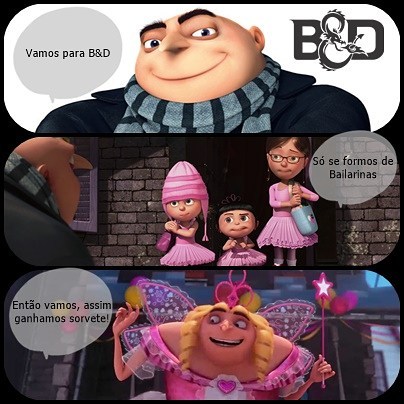 Vamos para B&D
B&D
Só se formos de
Bailarinas
Então vamos, assim
ganhamos sorvete!